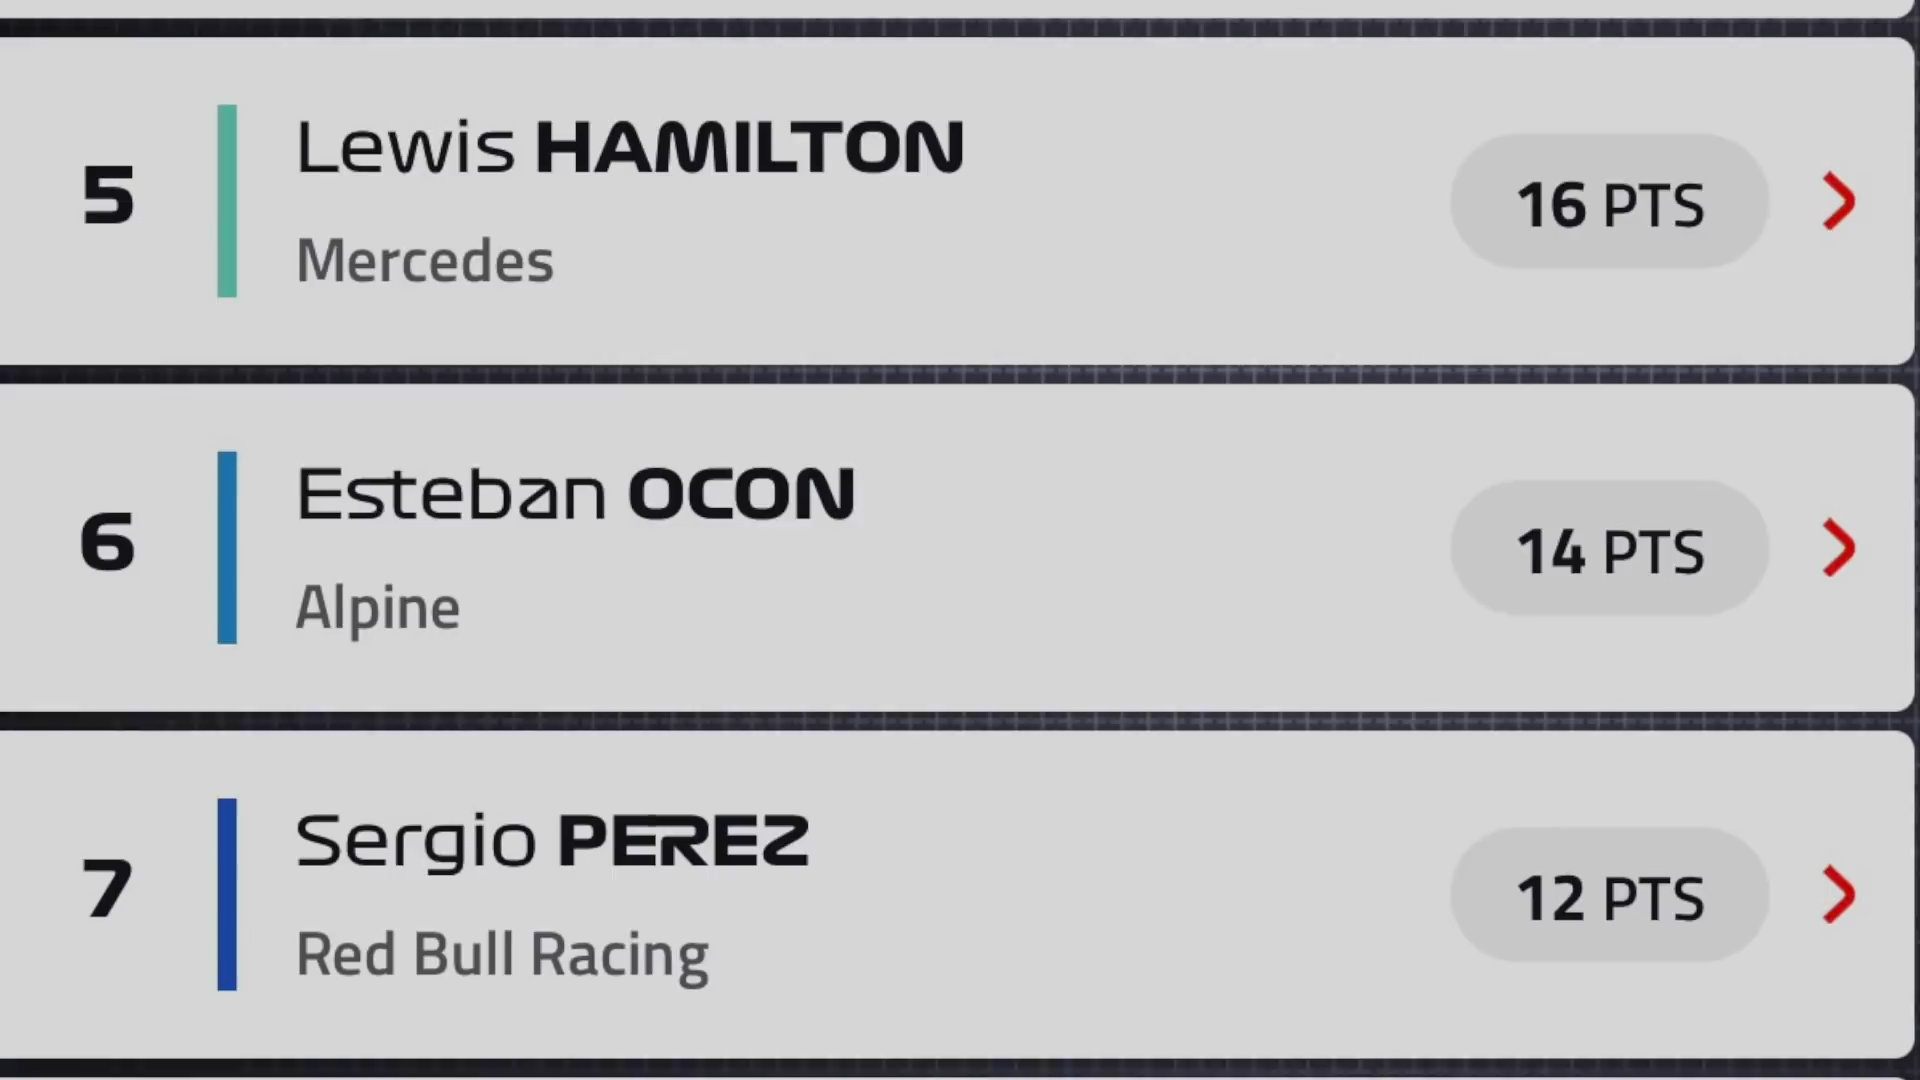 5
Lewis HAMILTON
Mercedes
16 PTS
6
Esteban OCON
Alpine
14 PTS
7
Sergio PEREZ
Red Bull Racing
12 PTS